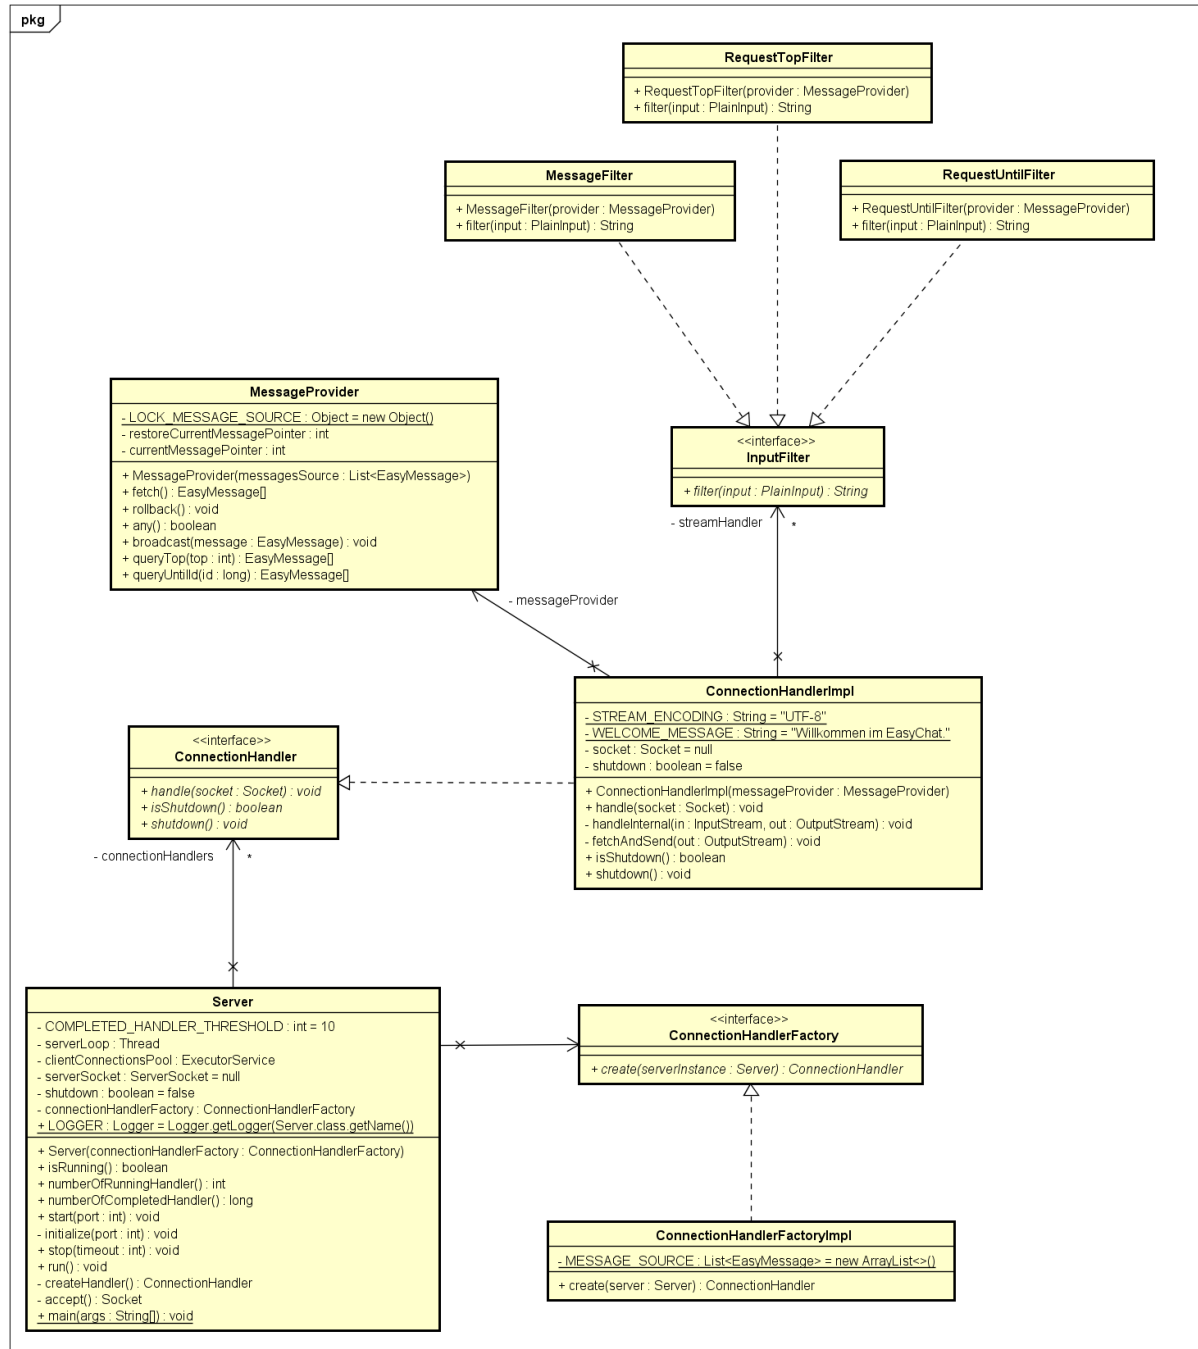 pkg
RequestTopFilter
+ RequestTopFilter(provider : MessageProvider)
+ filter(input : PlainInput) : String
MessageFilter
+ MessageFilter(provider : MessageProvider)
+ filter(input : PlainInput) : String
RequestUntilFilter
+ RequestUntilFilter(provider : MessageProvider)
+ filter(input : PlainInput) : String
MessageProvider
- LOCK_MESSAGE_SOURCE : Object = new Object()
- restoreCurrentMessagePointer : int
- currentMessagePointer : int
+ MessageProvider(messagesSource : List<EasyMessage>)
+ fetch() : EasyMessage[]
+ rollback() : void
+ any() : boolean
+ broadcast(message : EasyMessage) : void
+ queryTop(top : int) : EasyMessage[]
+ queryUntilId(id : long) : EasyMessage[]
<<interface>>
InputFilter
+ filter(input : PlainInput) : String
- streamHandler
*
- messageProvider
ConnectionHandlerImpl
- STREAM_ENCODING : String = "UTF-8"
- WELCOME_MESSAGE : String = "Willkommen im EasyChat."
- socket : Socket = null
- shutdown : boolean = false
+ ConnectionHandlerImpl(messageProvider : MessageProvider)
+ handle(socket : Socket) : void
- handleInternal(in : InputStream, out : OutputStream) : void
- fetchAndSend(out : OutputStream) : void
+ isShutdown() : boolean
+ shutdown() : void
<<interface>>
ConnectionHandler
+ handle(socket : Socket) : void
+ isShutdown() : boolean
+ shutdown() : void
- connectionHandlers
*
Server
- COMPLETED_HANDLER_THRESHOLD : int = 10
- serverLoop : Thread
- clientConnectionsPool : ExecutorService
- serverSocket : ServerSocket = null
- shutdown : boolean = false
- connectionHandlerFactory : ConnectionHandlerFactory
+ LOGGER : Logger = Logger.getLogger(Server.class.getName())
+ Server(connectionHandlerFactory : ConnectionHandlerFactory)
+ isRunning() : boolean
+ numberOfRunningHandler() : int
+ numberOfCompletedHandler() : long
+ start(port : int) : void
- initialize(port : int) : void
+ stop(timeout : int) : void
+ run() : void
- createHandler() : ConnectionHandler
- accept() : Socket
+ main(args : String[]) : void
<<interface>>
ConnectionHandlerFactory
+ create(serverInstance : Server) : ConnectionHandler
ConnectionHandlerFactoryImpl
- MESSAGE_SOURCE : List<EasyMessage> = new ArrayList<>()
+ create(server : Server) : ConnectionHandler